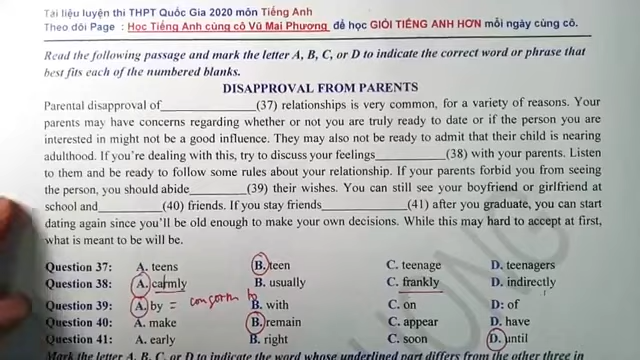 Tài liệu luyện thi THPT Quốc Gia 2020 môn Tiếng Anh
Theo dõi Page : Học Tiếng Anh cùng cô Vũ Mai Phương để học GIỎI TIẾNG ANH HƠN mỗi ngày cùng cô.
Read the following passage and mark the letter A, B, C, or D to indicate the correct word or phrase that
best fits each of the numbered blanks.
DISAPPROVAL FROM PARENTS
Parental disapproval of____________(37) relationships is very common, for a variety of reasons. Your
parents may have concerns regarding whether or not you are truly ready to date or if the person you are
interested in might not be a good influence. They may also not be ready to admit that their child is nearing
adulthood. If you're dealing with this, try to discuss your feelings_________(38) with your parents. Listen
to them and be ready to follow some rules about your relationship. If your parents forbid you from seeing
the person, you should abide_______(39) their wishes. You can still see your boyfriend or girlfriend at
school and_________(40) friends. If you stay friends___________(41) after you graduate, you can start
dating again since you'll be old enough to make your own decisions. While this may hard to accept at first,
what is meant to be will be.
Question 37: A. teens B. teen C. teenage D. teenagers
Question 38: A. calmly B. usually C. frankly D. indirectly
Question 39: A. by = conform to B. with C. on D. of
Question 40: A. make B. remain C. appear D. have
Question 41: A. early B. right C. soon D. until
Mark the letter A, B, C, or D to indicate the word whose underlined part differs from the other three in